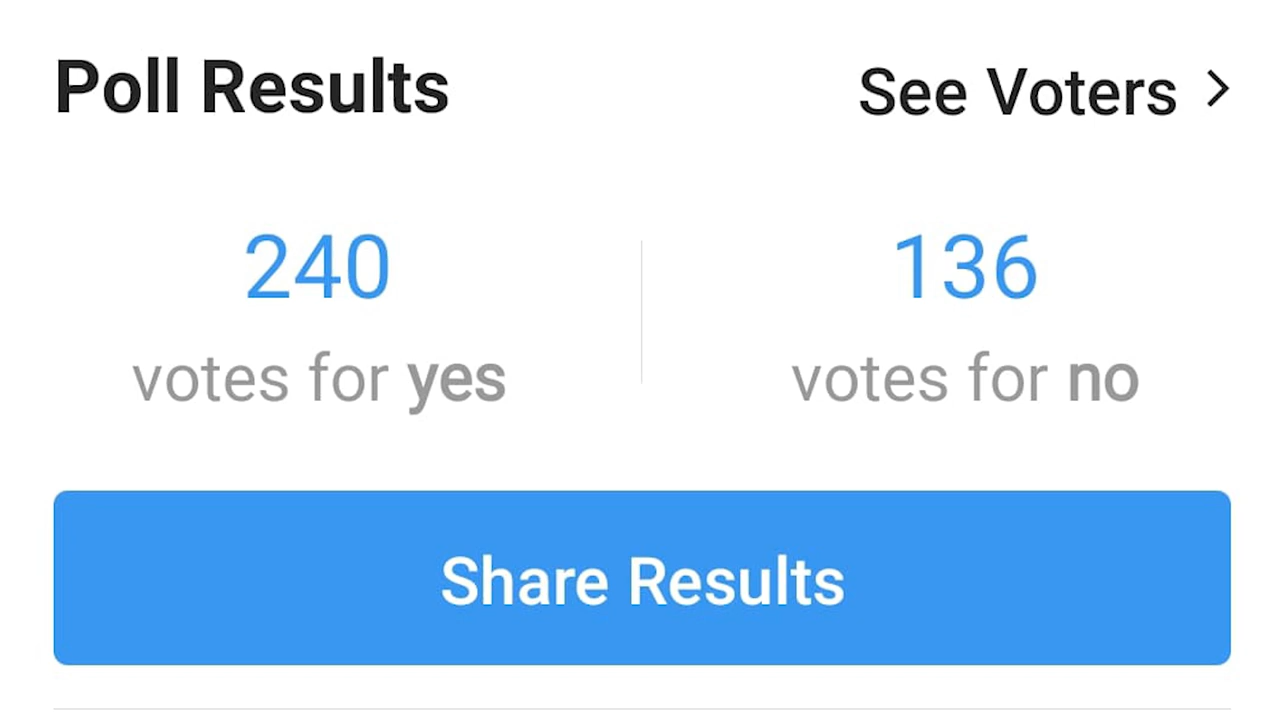 Poll Results
See Voters
240
136
votes for yes
votes for no
Share Results